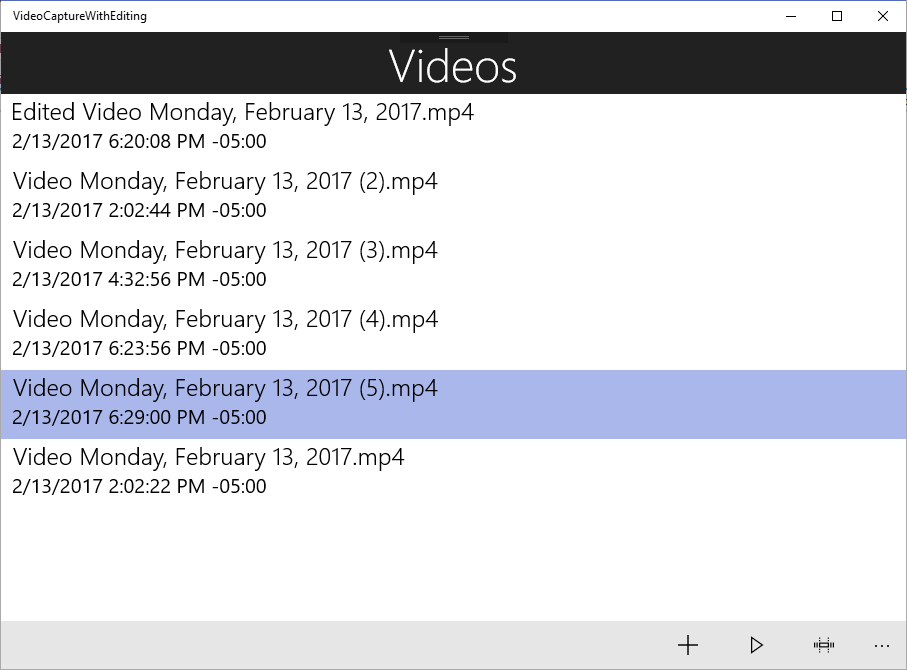 VideoCaptureWithEditing
Videos
Edited Video Monday, February 13, 2017.mp4
2/13/2017 6:20:08 PM -05:00
Video Monday, February 13, 2017 (2).mp4
2/13/2017 2:02:44 PM -05:00
Video Monday, February 13, 2017 (3).mp4
2/13/2017 4:32:56 PM -05:00
Video Monday, February 13, 2017 (4).mp4
2/13/2017 6:23:56 PM -05:00
Video Monday, February 13, 2017 (5).mp4
2/13/2017 6:29:00 PM -05:00
Video Monday, February 13, 2017.mp4
2/13/2017 2:02:22 PM -05:00